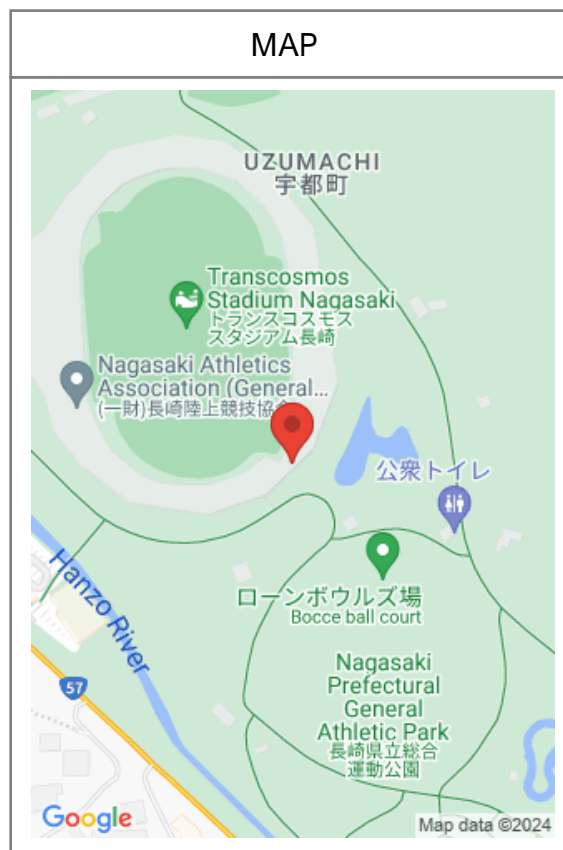 MAP
UZUMACHI
宇都町
Transcosmos
Stadium Nagasaki
トランスコスモス
スタジアム長崎
Nagasaki Athletics
Association (General...
(一財)長崎陸上競技協会
公衆トイレ
Hanzo River
ローンボウルズ場
Bocce ball court
Nagasaki
Prefectural
General
Athletic Park
長崎県立総合
運動公園
57
Google
Map data ©2024